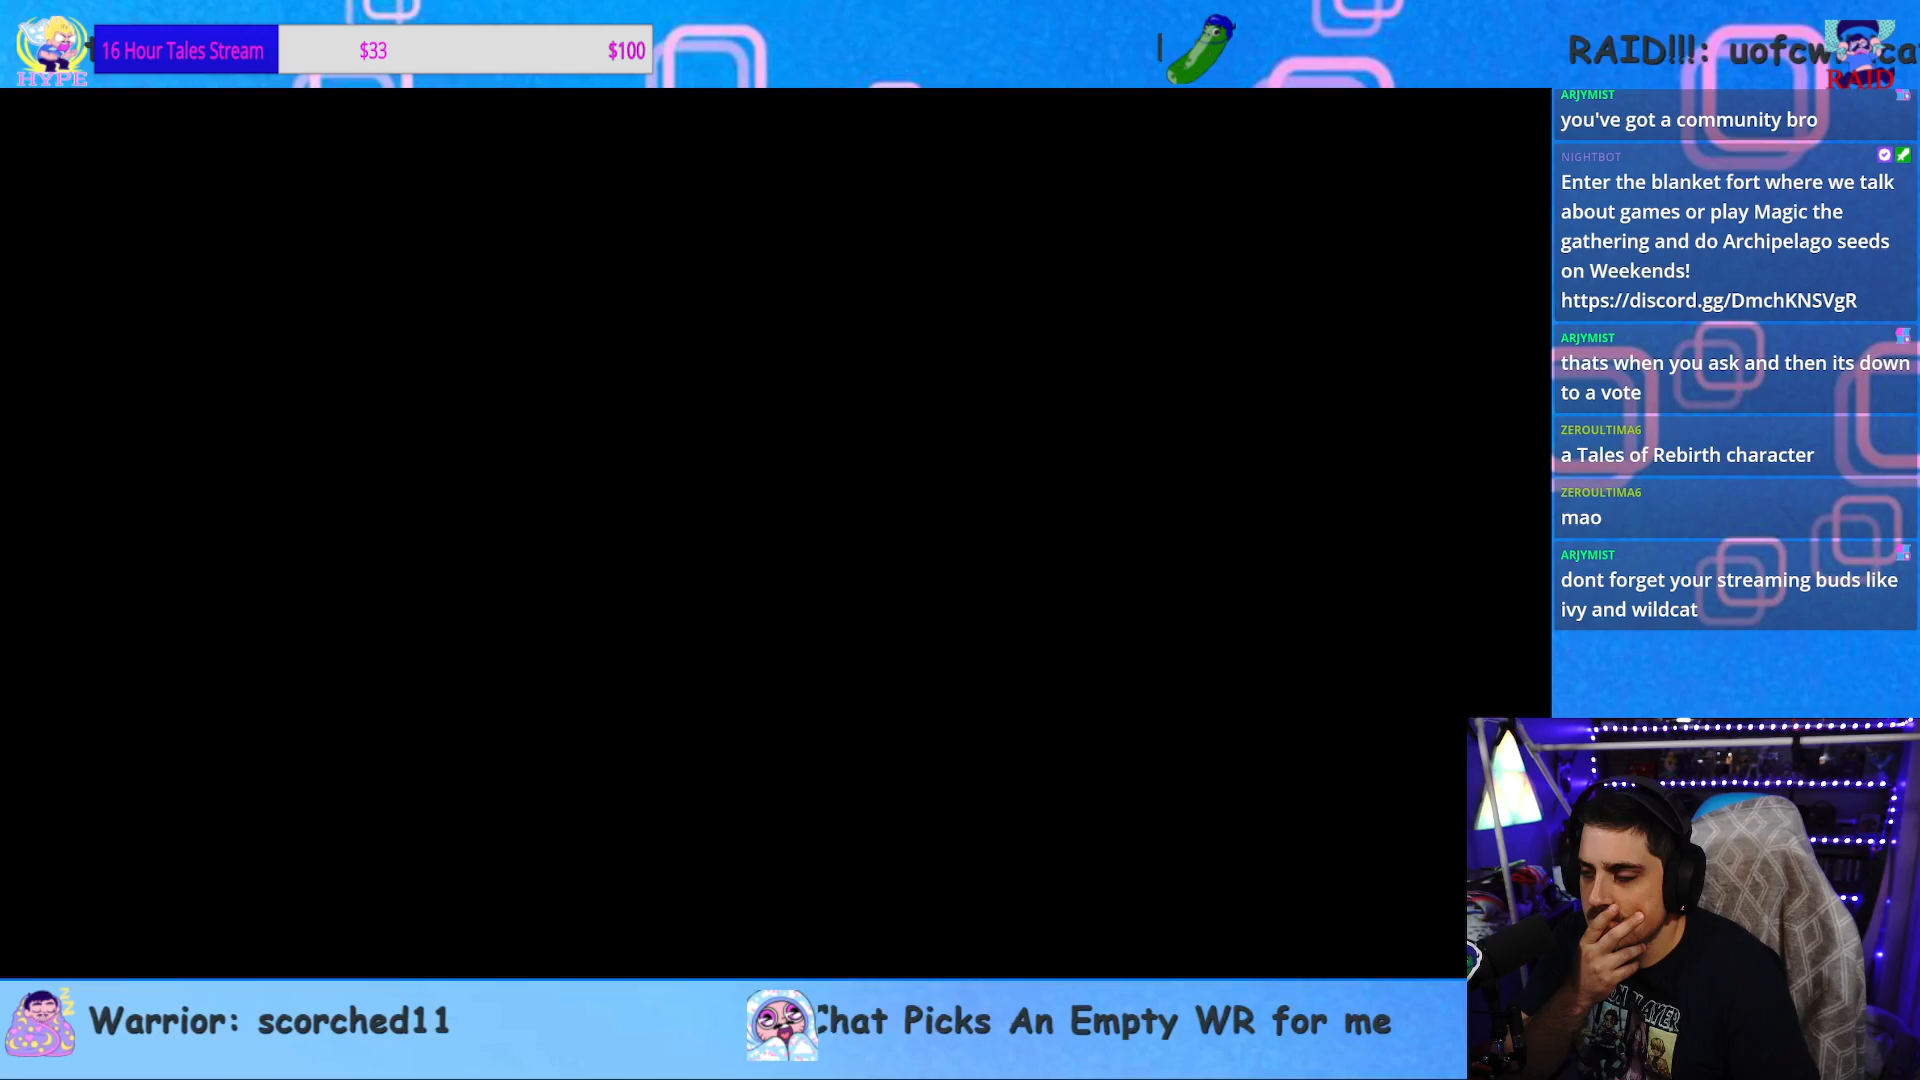 HYPE
16 Hour Tales Stream $33 $100
RAID!!!:
RAID
ARJYMIST
you've got a community bro
NIGHTBOT
Enter the blanket fort where we talk
about games or play Magic the
gathering and do Archipelago seeds
on Weekends!
https://discord.gg/DmchKNSVgR
ARJYMIST
thats when you ask and then its down
to a vote
ZEROULTIMA6
a Tales of Rebirth character
ZEROULTIMA6
mao
ARJYMIST
dont forget your streaming buds like
ivy and wildcat
Warrior: scorched11
Chat Picks An Empty WR for me